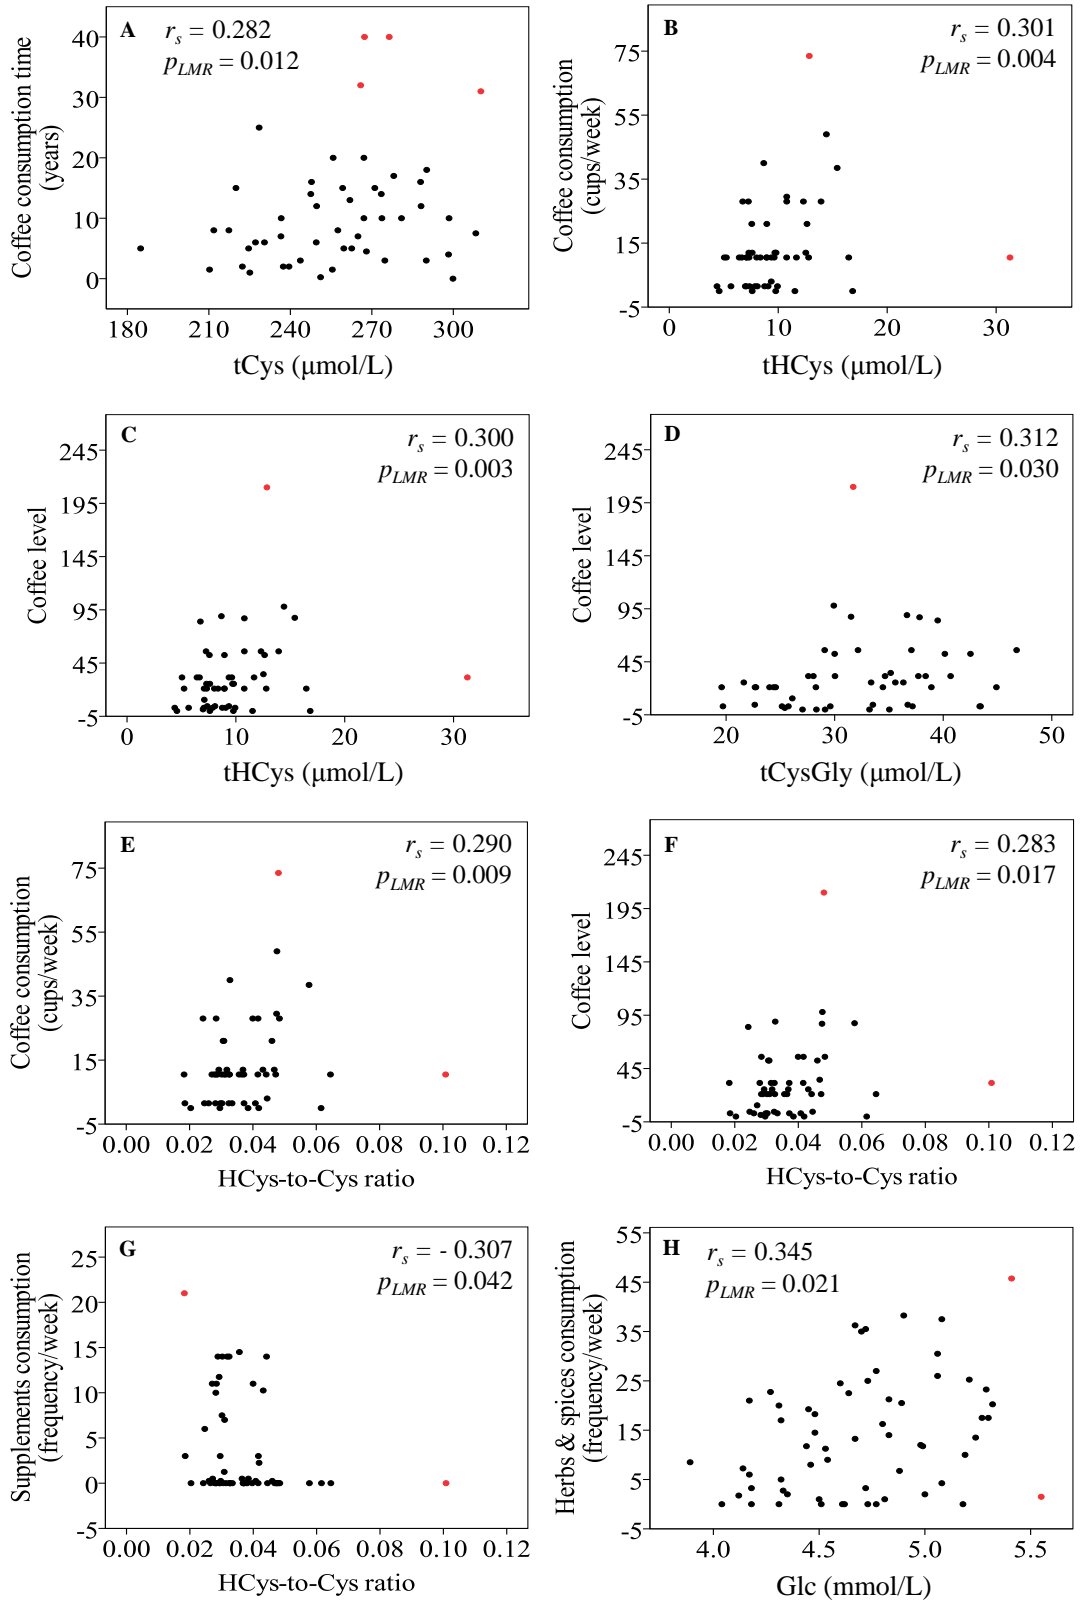 A
r_s = 0.282
p_LMR = 0.012
Coffee consumption time
(years)
40
30
20
10
0
180 212 240 270 300
tCys (μmol/L)
B
r_s = 0.301
p_LMR = 0.004
Coffee consumption
(cups/week)
75
55
35
15
-5
0 10 20 30
tHCys (μmol/L)
C
r_s = 0.300
p_LMR = 0.003
Coffee level
245
195
145
95
45
-5
0 10 20 30
tHCys (μmol/L)
D
r_s = 0.312
p_LMR = 0.030
Coffee level
245
195
145
95
45
-5
20 30 40 50
tCysGly (μmol/L)
E
r_s = 0.290
p_LMR = 0.009
Coffee consumption
(cups/week)
75
55
35
15
-5
0.00 0.02 0.04 0.06 0.08 0.10 0.12
HCys-to-Cys ratio
F
r_s = 0.283
p_LMR = 0.017
Coffee level
245
195
145
95
45
-5
0.00 0.02 0.04 0.06 0.08 0.10 0.12
HCys-to-Cys ratio
G
r_s = - 0.307
p_LMR = 0.042
Supplements consumption
(frequency/week)
25
20
15
10
5
0
-5
0.00 0.02 0.04 0.06 0.08 0.10 0.12
HCys-to-Cys ratio
H
r_s = 0.345
p_LMR = 0.021
Herbs & spices consumption
(frequency/week)
55
45
35
25
15
5
-5
4.0 4.5 5.0 5.5
Glc (mmol/L)